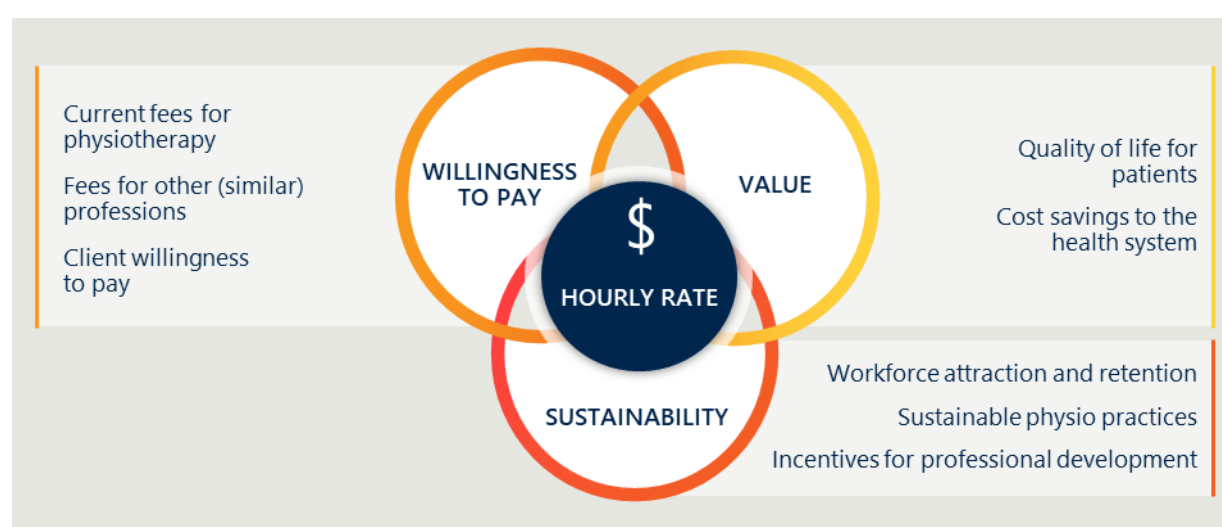 Current fees for
physiotherapy
Fees for other (similar)
professions
Client willingness
to pay
WILLINGNESS
TO PAY
VALUE
$
HOURLY RATE
SUSTAINABILITY
Quality of life for
patients
Cost savings to the
health system
Workforce attraction and retention
Sustainable physio practices
Incentives for professional development